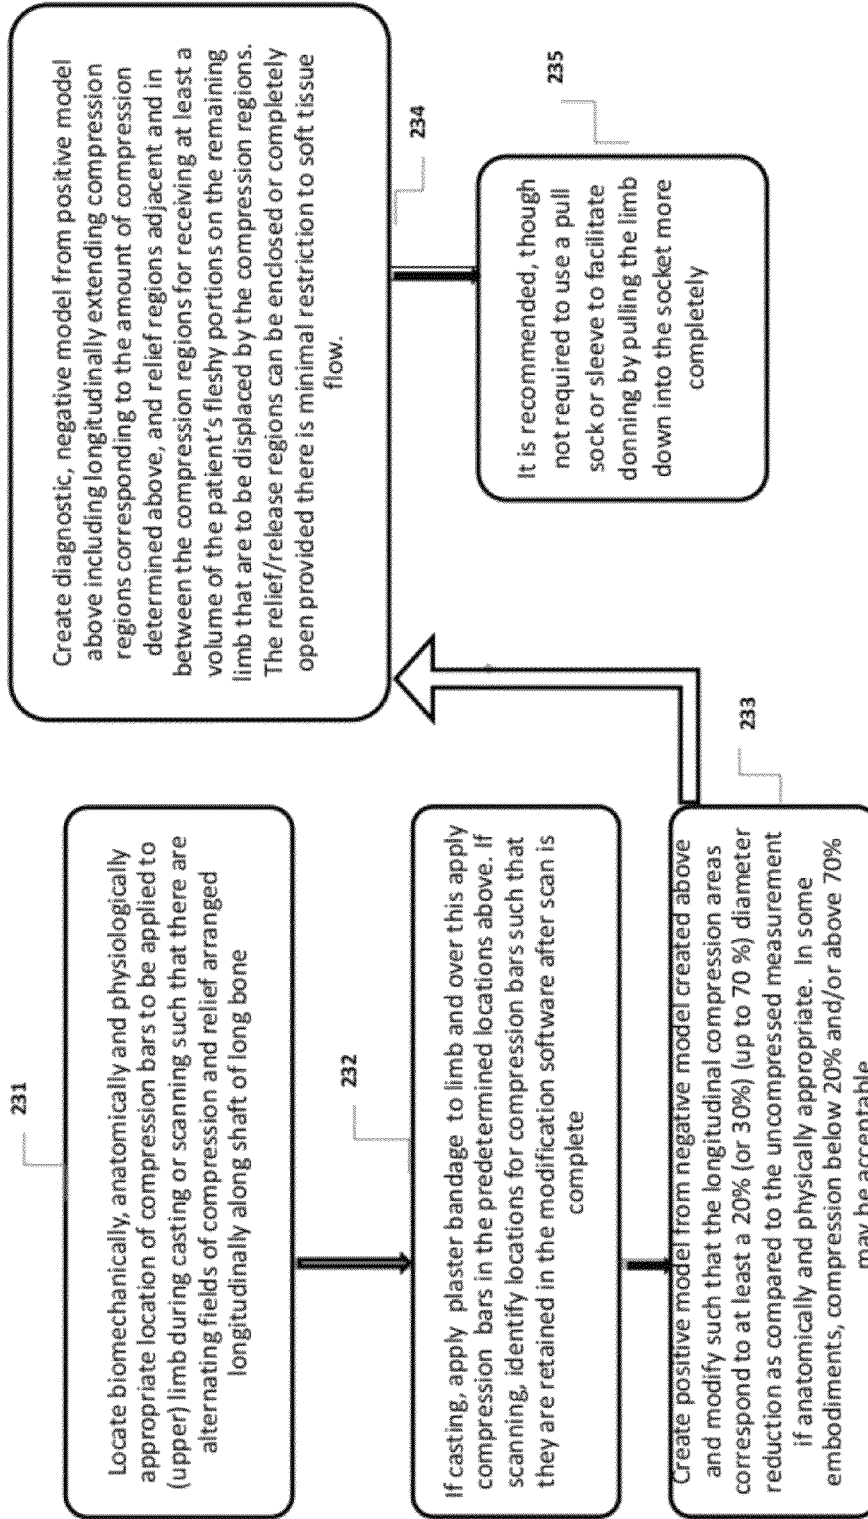 231
Locate biomechanically, anatomically and physiologically
appropriate location of compression bars to be applied to
(upper) limb during casting or scanning such that there are
alternating fields of compression and relief arranged
longitudinally along shaft of long bone
232
If casting, apply plaster bandage to limb and over this apply
compression bars in the predetermined locations above. If
scanning, identify locations for compression bars such that
they are retained in the modification software after scan is
complete
233
Create positive model from negative model created above
and modify such that the longitudinal compression areas
correspond to at least a 20% (or 30%) (up to 70 %) diameter
reduction as compared to the uncompressed measurement
if anatomically and physically appropriate. In some
embodiments, compression below 20% and/or above 70%
may be acceptable
Create diagnostic, negative model from positive model
above including longitudinally extending compression
regions corresponding to the amount of compression
determined above, and relief regions adjacent and in
between the compression regions for receiving at least a
volume of the patient's fleshy portions on the remaining
limb that are to be displaced by the compression regions.
The relief/release regions can be enclosed or completely
open provided there is minimal restriction to soft tissue
flow.
234
235
It is recommended, though
not required to use a pull
sock or sleeve to facilitate
donning by pulling the limb
down into the socket more
completely